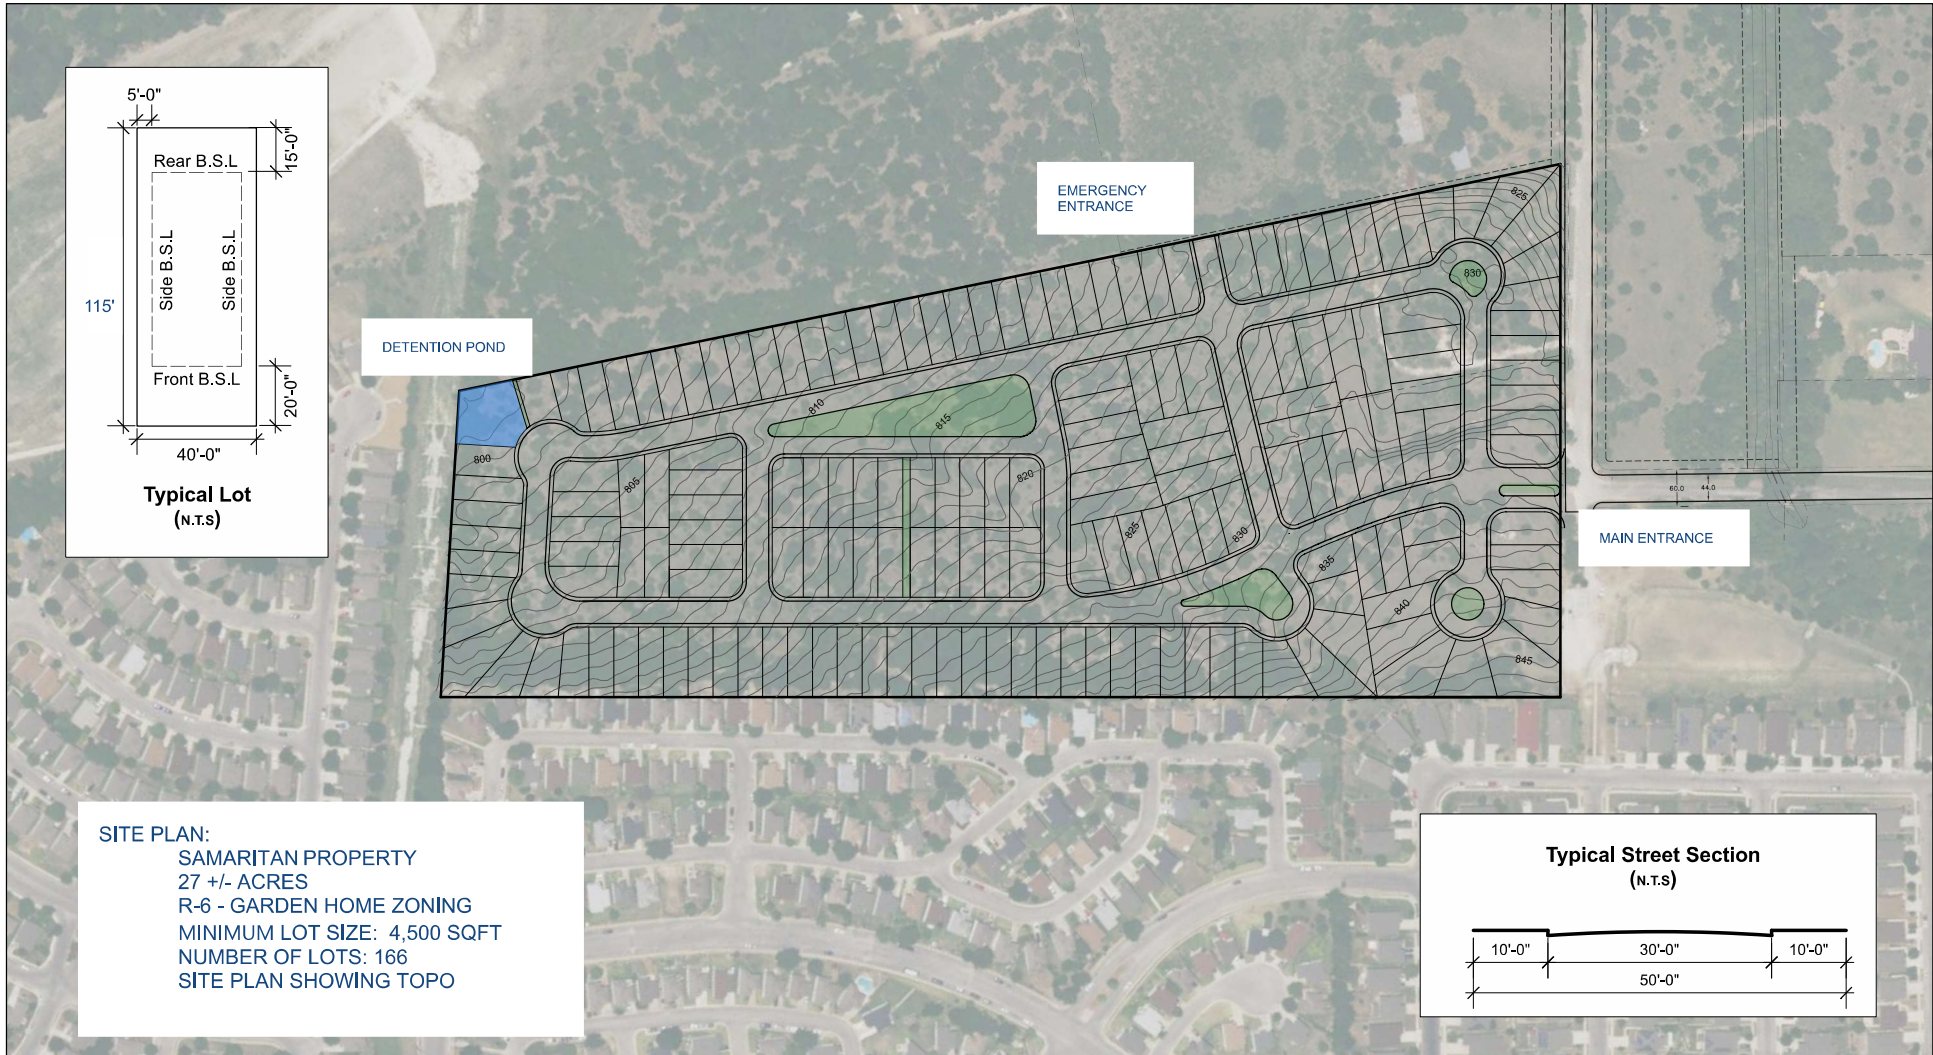 5'-0"
15'-0"
Rear B.S.L
Side B.S.L
Side B.S.L
115'
Front B.S.L
20'-0"
40'-0"
Typical Lot
(N.T.S)
EMERGENCY
ENTRANCE
DETENTION POND
825
830
810
815
800
805
820
825
830
835
840
845
60.0
44.0
MAIN ENTRANCE
SITE PLAN:
SAMARITAN PROPERTY
27 +/- ACRES
R-6 - GARDEN HOME ZONING
MINIMUM LOT SIZE: 4,500 SQFT
NUMBER OF LOTS: 166
SITE PLAN SHOWING TOPO
Typical Street Section
(N.T.S)
10'-0"
30'-0"
10'-0"
50'-0"